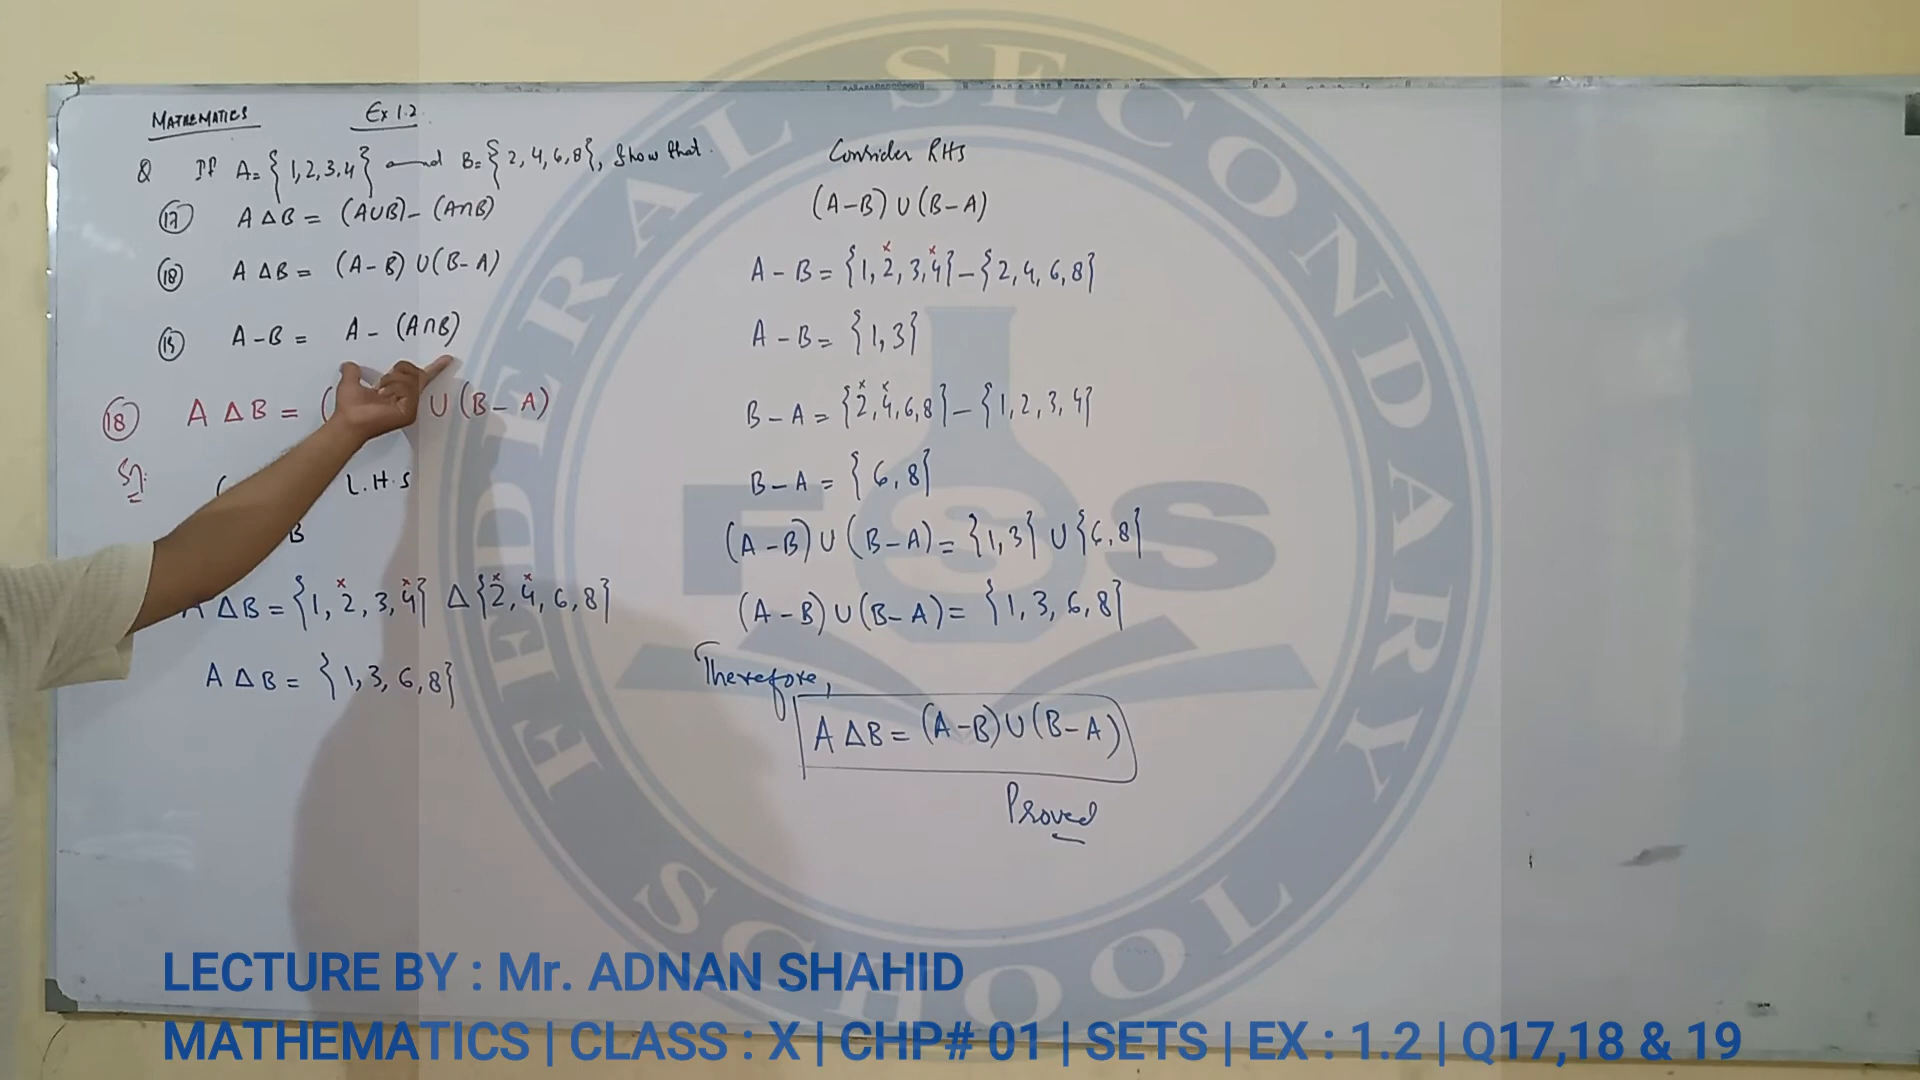 MATHEMATICS Ex 1.2
Q If A = {1, 2, 3, 4} and B = {2, 4, 6, 8}, show that
(17) A Δ B = (A∪B) – (A∩B)
(18) A Δ B = (A – B) ∪ (B – A)
(19) A – B = A – (A∩B)
(18) A Δ B = ( ∪ (B – A)
Sol:
L.H.S
B
A Δ B = {1, 2, 3, 4} Δ {2, 4, 6, 8}
A Δ B = {1, 3, 6, 8}
Consider RHS
(A – B) ∪ (B – A)
A – B = {1, 2, 3, 4} – {2, 4, 6, 8}
A – B = {1, 3}
B – A = {2, 4, 6, 8} – {1, 2, 3, 4}
B – A = {6, 8}
(A – B) ∪ (B – A) = {1, 3} ∪ {6, 8}
(A – B) ∪ (B – A) = {1, 3, 6, 8}
Therefore,
A Δ B = (A – B) ∪ (B – A)
Proved
FEDERAL SECONDARY SCHOOL
FSS
LECTURE BY : Mr. ADNAN SHAHID
MATHEMATICS | CLASS : X | CHP# 01 | SETS | EX : 1.2 | Q17,18 & 19